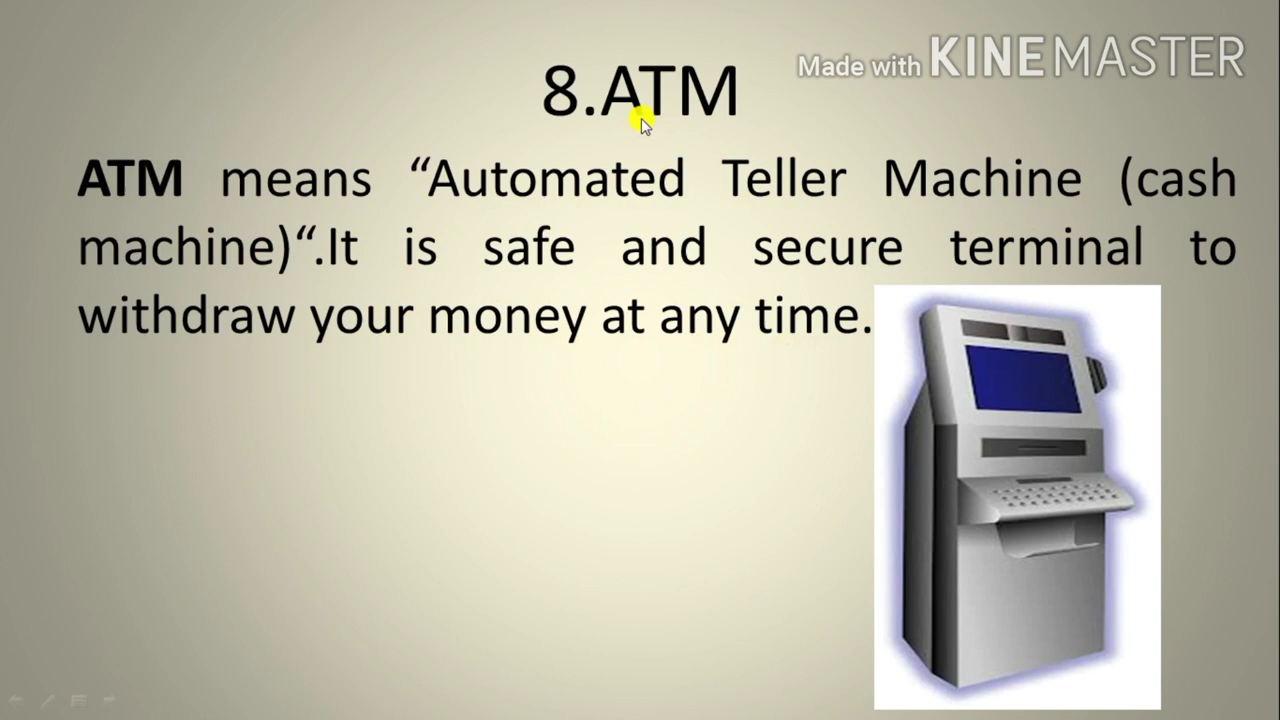 Made with KINEMASTER
8.ATM
ATM means “Automated Teller Machine (cash
machine)“.It is safe and secure terminal to
withdraw your money at any time.